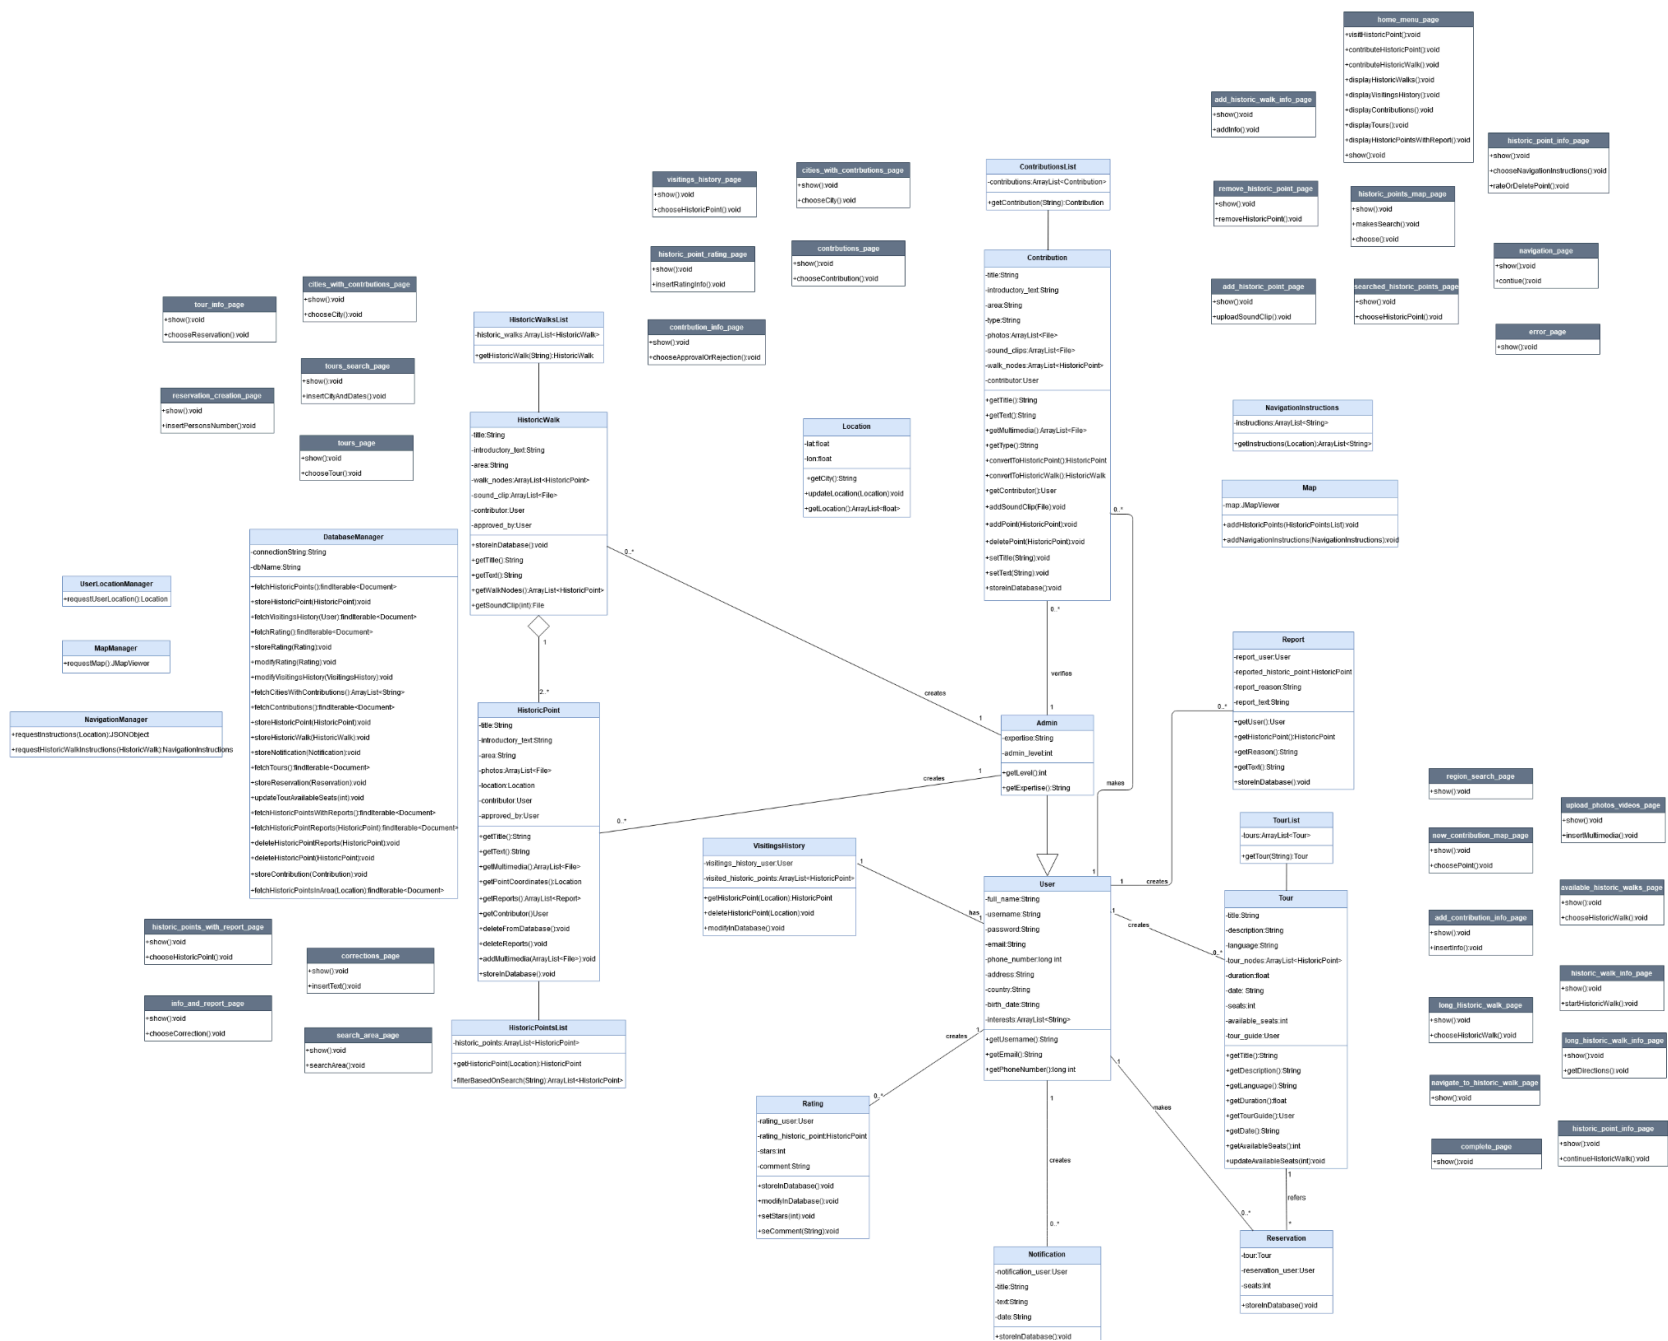 home_menu_page
+visitHistoricPoint():void
+contributeHistoricPoint():void
+contributeHistoricWalk():void
+displayHistoricWalks():void
+displayVisitingsHistory():void
+displayContributions():void
+displayTours():void
+displayHistoricPointsWithReport():void
+show():void
add_historic_walk_info_page
+show():void
+addInfo():void
historic_point_info_page
+show():void
+chooseNavigationInstructions():void
+rateOrDeletePoint():void
visitings_history_page
+show():void
+chooseHistoricPoint():void
cities_with_contrbutions_page
+show():void
+chooseCity():void
ContributionsList
-contributions:ArrayList<Contribution>
+getContribution(String):Contribution
remove_historic_point_page
+show():void
+removeHistoricPoint():void
historic_points_map_page
+show():void
+makesSearch():void
+choose():void
historic_point_rating_page
+show():void
+insertRatingInfo():void
contrbutions_page
+show():void
+chooseContribution():void
navigation_page
+show():void
+contiue():void
add_historic_point_page
+show():void
+uploadSoundClip():void
searched_historic_points_page
+show():void
+chooseHistoricPoint():void
error_page
+show():void
Contribution
-title:String
-introductory_text:String
-area:String
-type:String
-photos:ArrayList<File>
-sound_clips:ArrayList<File>
-walk_nodes:ArrayList<HistoricPoint>
-contributor:User
+getTitle():String
+getText():String
+getMultimedia():ArrayList<File>
+getType():String
+convertToHistoricPoint():HistoricPoint
+convertToHistoricWalk():HistoricWalk
+getContributor():User
+addSoundClip(File):void
+addPoint(HistoricPoint):void
+deletePoint(HistoricPoint):void
+setTitle(String):void
+setText(String):void
+storeInDatabase():void
tour_info_page
+show():void
+chooseReservation():void
cities_with_contrbutions_page
+show():void
+chooseCity():void
HistoricWalksList
-historic_walks:ArrayList<HistoricWalk>
+getHistoricWalk(String):HistoricWalk
contrbution_info_page
+show():void
+chooseApprovalOrRejection():void
reservation_creation_page
+show():void
+insertPersonsNumber():void
tours_search_page
+show():void
+insertCityAndDates():void
tours_page
+show():void
+chooseTour():void
HistoricWalk
-title:String
-introductory_text:String
-area:String
-walk_nodes:ArrayList<HistoricPoint>
-sound_clip:ArrayList<File>
-contributor:User
-approved_by:User
+storeInDatabase():void
+getTitle():String
+getText():String
+getWalkNodes():ArrayList<HistoricPoint>
+getSoundClip(int):File
Location
-lat:float
-lon:float
+getCity():String
+updateLocation(Location):void
+getLocation():ArrayList<float>
NavigationInstructions
-instructions:ArrayList<String>
+getInstructions(Location):ArrayList<String>
Map
-map:JMapViewer
+addHistoricPoints(HistoricPointsList):void
+addNavigationInstructions(NavigationInstructions):void
UserLocationManager
+requestUserLocation():Location
MapManager
+requestMap():JMapViewer
NavigationManager
+requestInstructions(Location):JSONObject
+requestHistoricWalkInstructions(HistoricWalk):NavigationInstructions
DatabaseManager
-connectionString:String
-dbName:String
+fetchHistoricPoints():findIterable<Document>
+storeHistoricPoint(HistoricPoint):void
+fetchVisitingsHistory(User):findIterable<Document>
+fetchRating():findIterable<Document>
+storeRating(Rating):void
+modifyRating(Rating):void
+modifyVisitingsHistory(VisitingsHistory):void
+fetchCitiesWithContributions():ArrayList<String>
+fetchContributions():findIterable<Document>
+storeHistoricPoint(HistoricPoint):void
+storeHistoricWalk(HistoricWalk):void
+storeNotification(Notification):void
+fetchTours():findIterable<Document>
+storeReservation(Reservation):void
+updateTourAvailableSeats(int):void
+fetchHistoricPointsWithReports():findIterable<Document>
+fetchHistoricPointReports(HistoricPoint):findIterable<Document>
+deleteHistoricPointReports(HistoricPoint):void
+deleteHistoricPoint(HistoricPoint):void
+storeContribution(Contribution):void
+fetchHistoricPointsInArea(Location):findIterable<Document>
1
2..*
0..*
creates
1
0..*
verifies
1
0..*
makes
1
HistoricPoint
-title:String
-introductory_text:String
-area:String
-photos:ArrayList<File>
-location:Location
-contributor:User
-approved_by:User
+getTitle():String
+getText():String
+getMultimedia():ArrayList<File>
+getPointCoordinates():Location
+getReports():ArrayList<Report>
+getContributor()User
+deleteFromDatabase():void
+deleteReports():void
+addMultimedia(ArrayList<File>):void
+storeInDatabase():void
0..*
creates
1
Admin
-expertise:String
-admin_level:int
+getLevel():int
+getExpertise():String
Report
-report_user:User
-reported_historic_point:HistoricPoint
-report_reason:String
-report_text:String
+getUser():User
+getHistoricPoint():HistoricPoint
+getReason():String
+getText():String
+storeInDatabase():void
0..*
creates
1
TourList
-tours:ArrayList<Tour>
+getTour(String):Tour
region_search_page
+show():void
upload_photos_videos_page
+show():void
+insertMultimedia():void
new_contribution_map_page
+show():void
+choosePoint():void
available_historic_walks_page
+show():void
+chooseHistoricWalk():void
add_contribution_info_page
+show():void
+insertInfo():void
historic_walk_info_page
+show():void
+startHistoricWalk():void
long_Historic_walk_page
+show():void
+chooseHistoricWalk():void
long_historic_walk_info_page
+show():void
+getDirections():void
navigate_to_historic_walk_page
+show():void
historic_point_info_page
+show():void
+continueHistoricWalk():void
complete_page
+show():void
VisitingsHistory
-visitings_history_user:User
-visited_historic_points:ArrayList<HistoricPoint>
+getHistoricPoint(Location):HistoricPoint
+deleteHistoricPoint(Location):void
+modifyInDatabase():void
1
has
1
User
-full_name:String
-username:String
-password:String
-email:String
-phone_number:long int
-address:String
-country:String
-birth_date:String
-interests:ArrayList<String>
+getUsername():String
+getEmail():String
+getPhoneNumber():long int
1
creates
0..*
Tour
-title:String
-description:String
-language:String
-tour_nodes:ArrayList<HistoricPoint>
-duration:float
-date: String
-seats:int
-available_seats:int
-tour_guide:User
+getTitle():String
+getDescription():String
+getLanguage():String
+getDuration():float
+getTourGuide():User
+getDate():String
+getAvailableSeats():int
+updateAvailableSeats(int):void
historic_points_with_report_page
+show():void
+chooseHistoricPoint():void
corrections_page
+show():void
+insertText():void
info_and_report_page
+show():void
+chooseCorrection():void
search_area_page
+show():void
+searchArea():void
HistoricPointsList
-historic_points:ArrayList<HistoricPoint>
+getHistoricPoint(Location):HistoricPoint
+filterBasedOnSearch(String):ArrayList<HistoricPoint>
creates
1
0..*
Rating
-rating_user:User
-rating_historic_point:HistoricPoint
-stars:int
-comment:String
+storeInDatabase():void
+modifyInDatabase():void
+setStars(int):void
+seComment(String):void
1
creates
0..*
1
makes
0..*
1
refers
*
Notification
-notification_user:User
-title:String
-text:String
-date:String
+storeInDatabase():void
Reservation
-tour:Tour
-reservation_user:User
-seats:int
+storeInDatabase():void